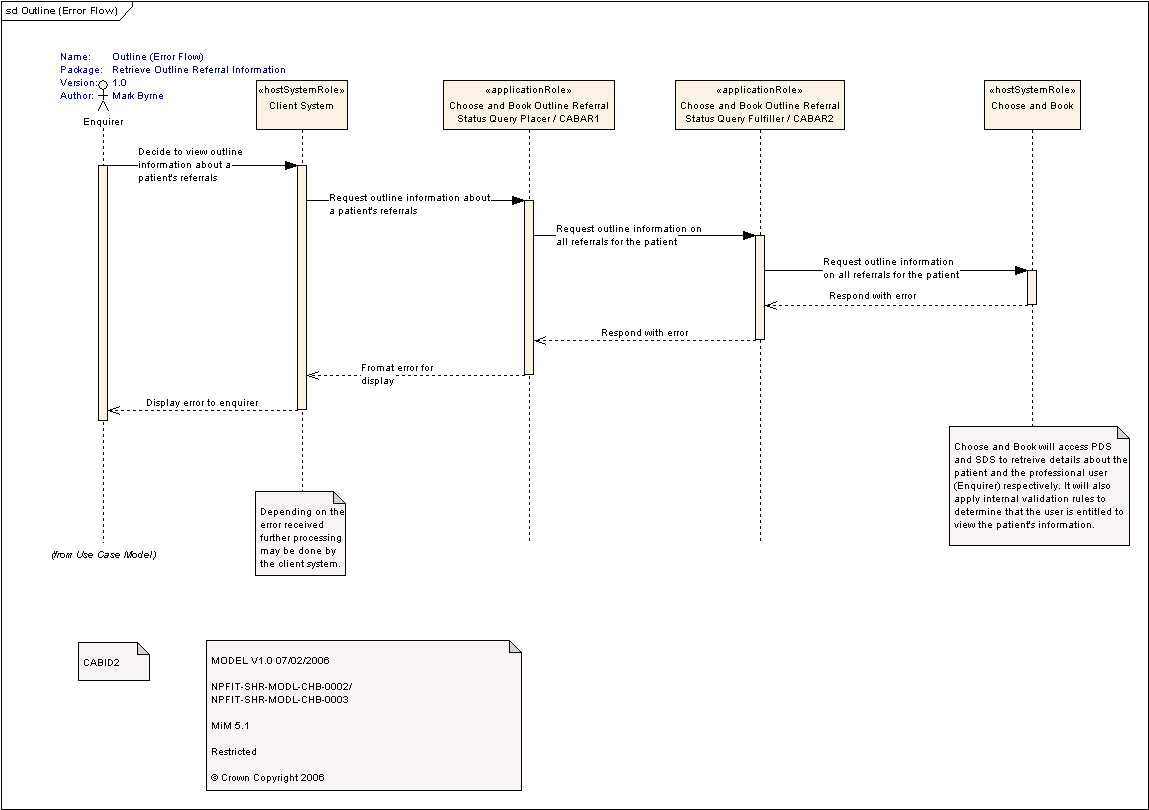 sd Outline (Error Flow)
Name: Outline (Error Flow)
Package: Retrieve Outline Referral Information
Version: 1.0
Author: Mark Byrne
Enquirer
«hostSystemRole»
Client System
«applicationRole»
Choose and Book Outline Referral
Status Query Placer / CABAR1
«applicationRole»
Choose and Book Outline Referral
Status Query Fulfiller / CABAR2
«hostSystemRole»
Choose and Book
Decide to view outline
information about a
patient's referrals
Request outline information about
a patient's referrals
Request outline information on
all referrals for the patient
Request outline information
on all referrals for the patient
Respond with error
Respond with error
Fromat error for
display
Display error to enquirer
Choose and Book will access PDS
and SDS to retreive details about the
patient and the professional user
(Enquirer) respectively. It will also
apply internal validation rules to
determine that the user is entitled to
view the patient's information.
Depending on the
error received
further processing
may be done by
the client system.
(from Use Case Model)
CABID2
MODEL V1.0 07/02/2006
NPFIT-SHR-MODL-CHB-0002/
NPFIT-SHR-MODL-CHB-0003
MiM 5.1
Restricted
© Crown Copyright 2006